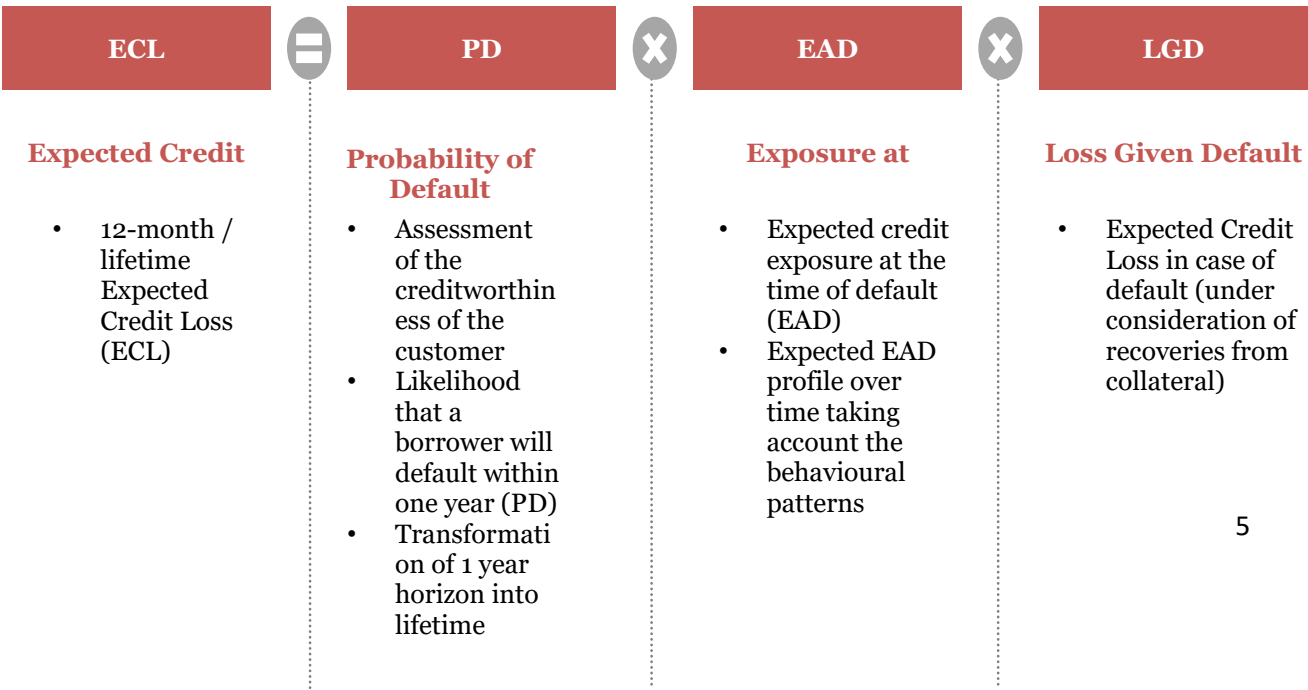 ECL
PD
EAD
LGD
Expected Credit
• 12-month /
lifetime
Expected
Credit Loss
(ECL)
Probability of
Default
• Assessment
of the
creditworthin
ess of the
customer
• Likelihood
that a
borrower will
default within
one year (PD)
• Transformati
on of 1 year
horizon into
lifetime
Exposure at
• Expected credit
exposure at the
time of default
(EAD)
• Expected EAD
profile over
time taking
account the
behavioural
patterns
Loss Given Default
• Expected Credit
Loss in case of
default (under
consideration of
recoveries from
collateral)
5